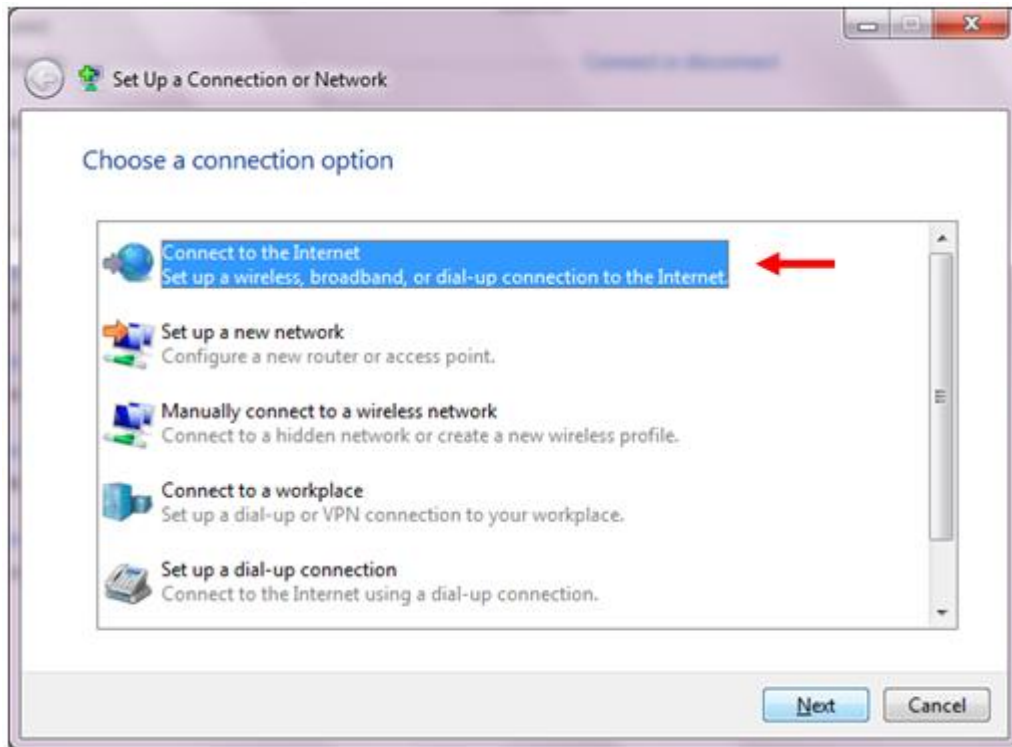 Set Up a Connection or Network
Choose a connection option
Connect to the Internet
Set up a wireless, broadband, or dial-up connection to the Internet.
Set up a new network
Configure a new router or access point.
Manually connect to a wireless network
Connect to a hidden network or create a new wireless profile.
Connect to a workplace
Set up a dial-up or VPN connection to your workplace.
Set up a dial-up connection
Connect to the Internet using a dial-up connection.
Next
Cancel